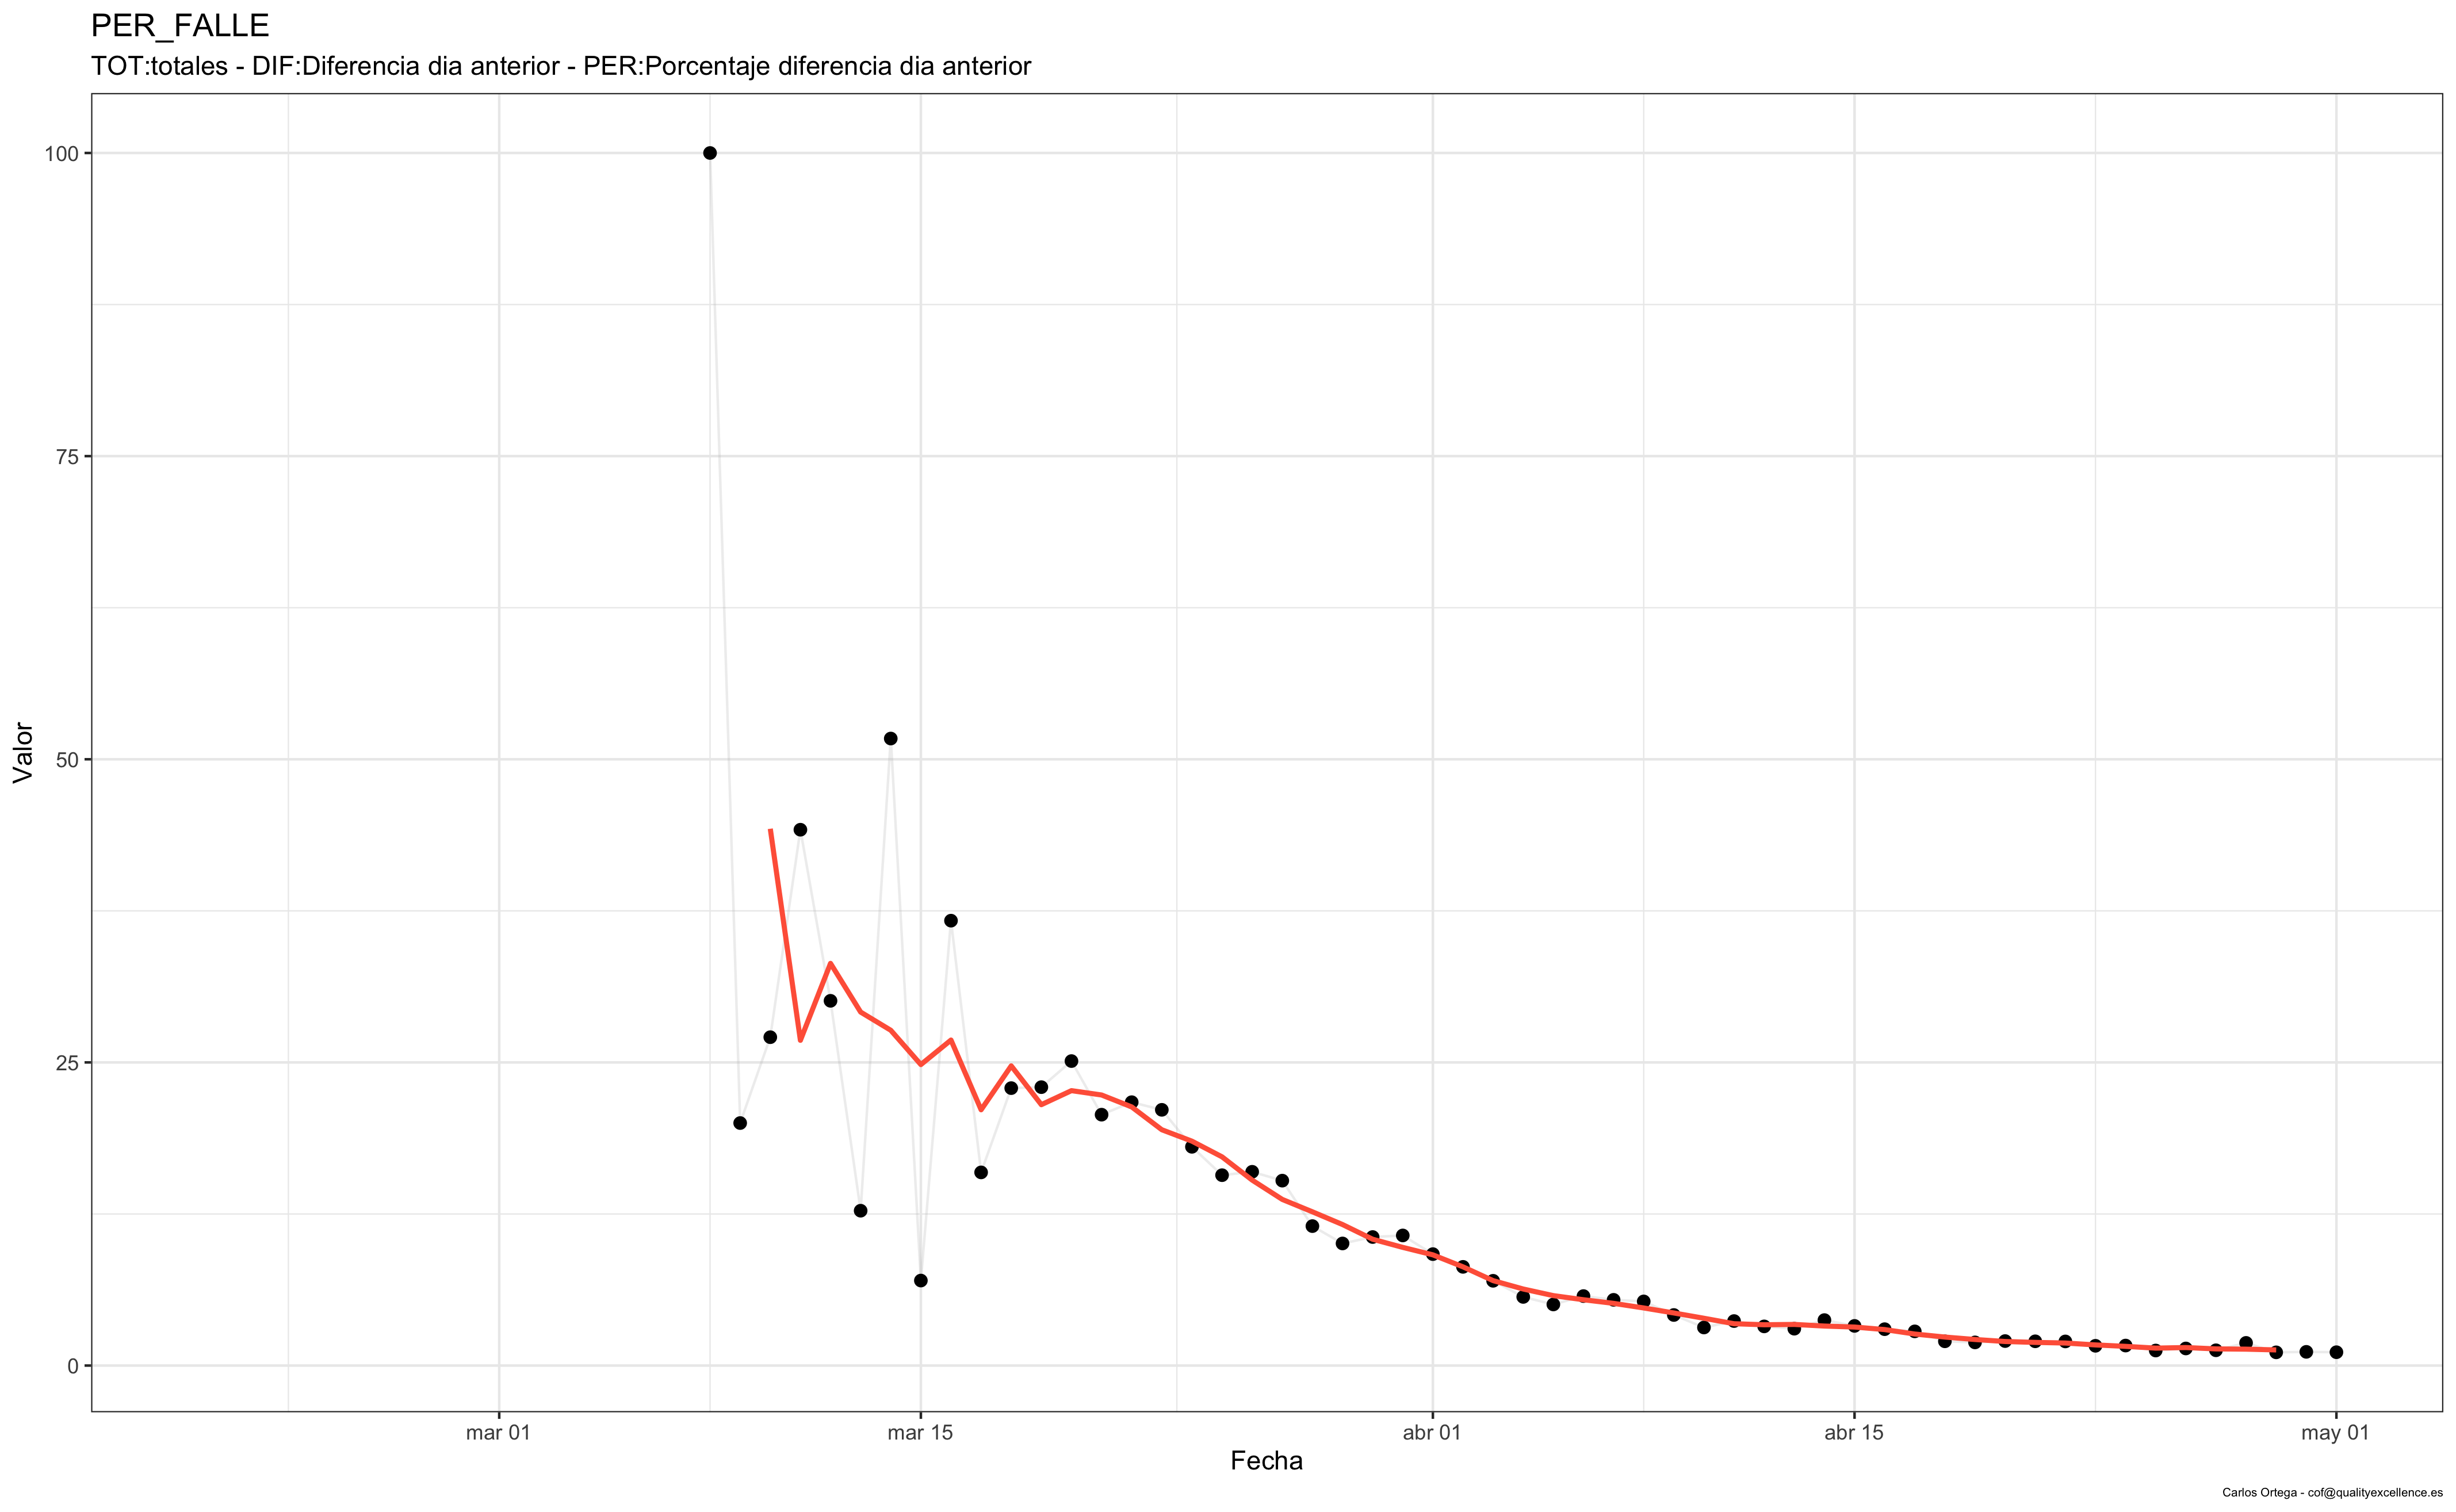 PER_FALLE
TOT:totales - DIF:Diferencia dia anterior - PER:Porcentaje diferencia dia anterior
100
75
50
25
0
Valor
mar 01
mar 15
abr 01
abr 15
may 01
Fecha
Carlos Ortega - cof@qualityexcellence.es